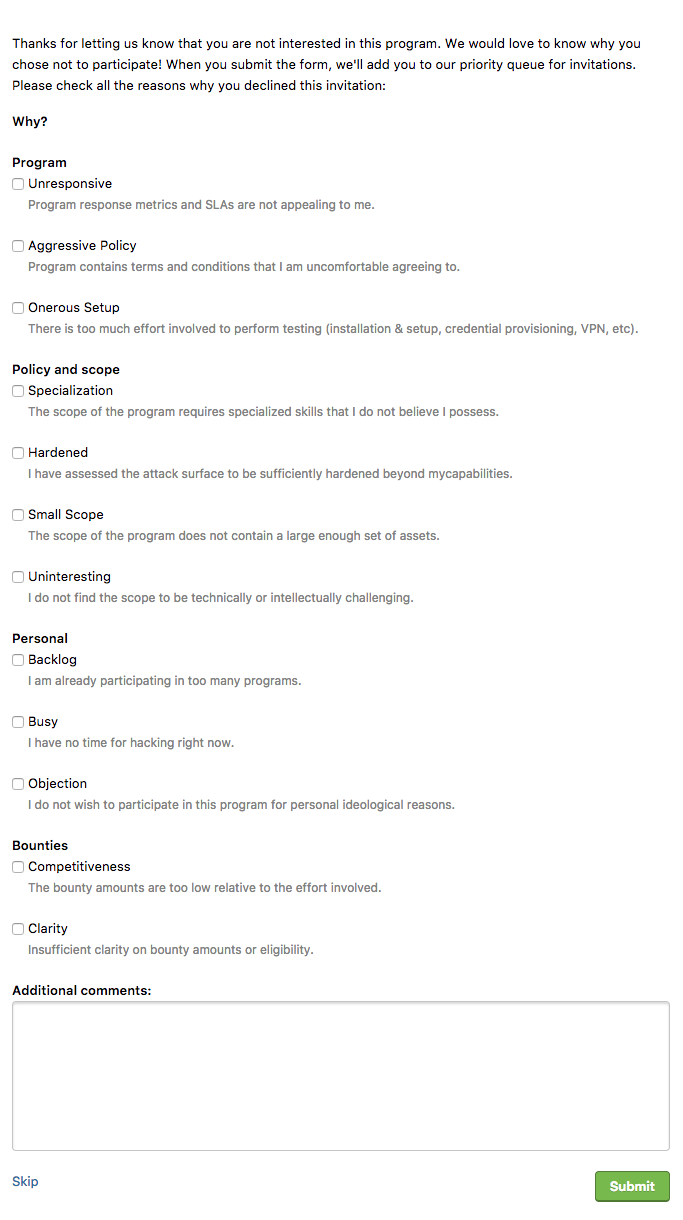 Thanks for letting us know that you are not interested in this program. We would love to know why you
chose not to participate! When you submit the form, we'll add you to our priority queue for invitations.
Please check all the reasons why you declined this invitation:
Why?
Program
Unresponsive
Program response metrics and SLAs are not appealing to me.
Aggressive Policy
Program contains terms and conditions that I am uncomfortable agreeing to.
Onerous Setup
There is too much effort involved to perform testing (installation & setup, credential provisioning, VPN, etc).
Policy and scope
Specialization
The scope of the program requires specialized skills that I do not believe I possess.
Hardened
I have assessed the attack surface to be sufficiently hardened beyond mycapabilities.
Small Scope
The scope of the program does not contain a large enough set of assets.
Uninteresting
I do not find the scope to be technically or intellectually challenging.
Personal
Backlog
I am already participating in too many programs.
Busy
I have no time for hacking right now.
Objection
I do not wish to participate in this program for personal ideological reasons.
Bounties
Competitiveness
The bounty amounts are too low relative to the effort involved.
Clarity
Insufficient clarity on bounty amounts or eligibility.
Additional comments:
Skip
Submit